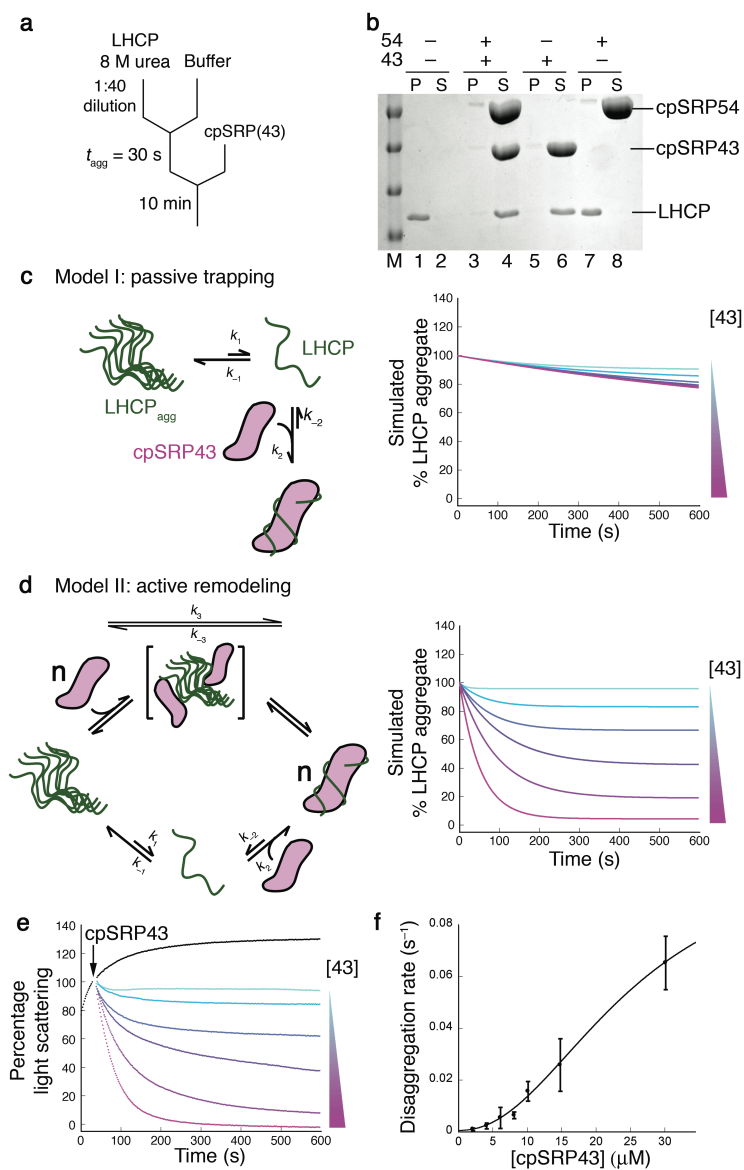 a
LHCP
8 M urea
Buffer
1:40
dilution
cpSRP(43)
tagg = 30 s
10 min
b
54 − + − +
43 − + + −
P S P S P S P S
cpSRP54
cpSRP43
LHCP
M 1 2 3 4 5 6 7 8
c Model I: passive trapping
k1
k−1
LHCP
LHCPagg
cpSRP43
k2
k−2
Simulated
% LHCP aggregate
140
120
100
80
60
40
20
0
0 100 200 300 400 500 600
Time (s)
[43]
d Model II: active remodeling
k3
k−3
n
n
k1
k−1
k−2
k2
Simulated
% LHCP aggregate
140
120
100
80
60
40
20
0
0 100 200 300 400 500 600
Time (s)
[43]
e
cpSRP43
Percentage
light scattering
140
120
100
80
60
40
20
0
0 100 200 300 400 500 600
Time (s)
[43]
f
Disaggregation rate (s−1)
0.08
0.06
0.04
0.02
0
0 5 10 15 20 25 30
[cpSRP43] (μM)